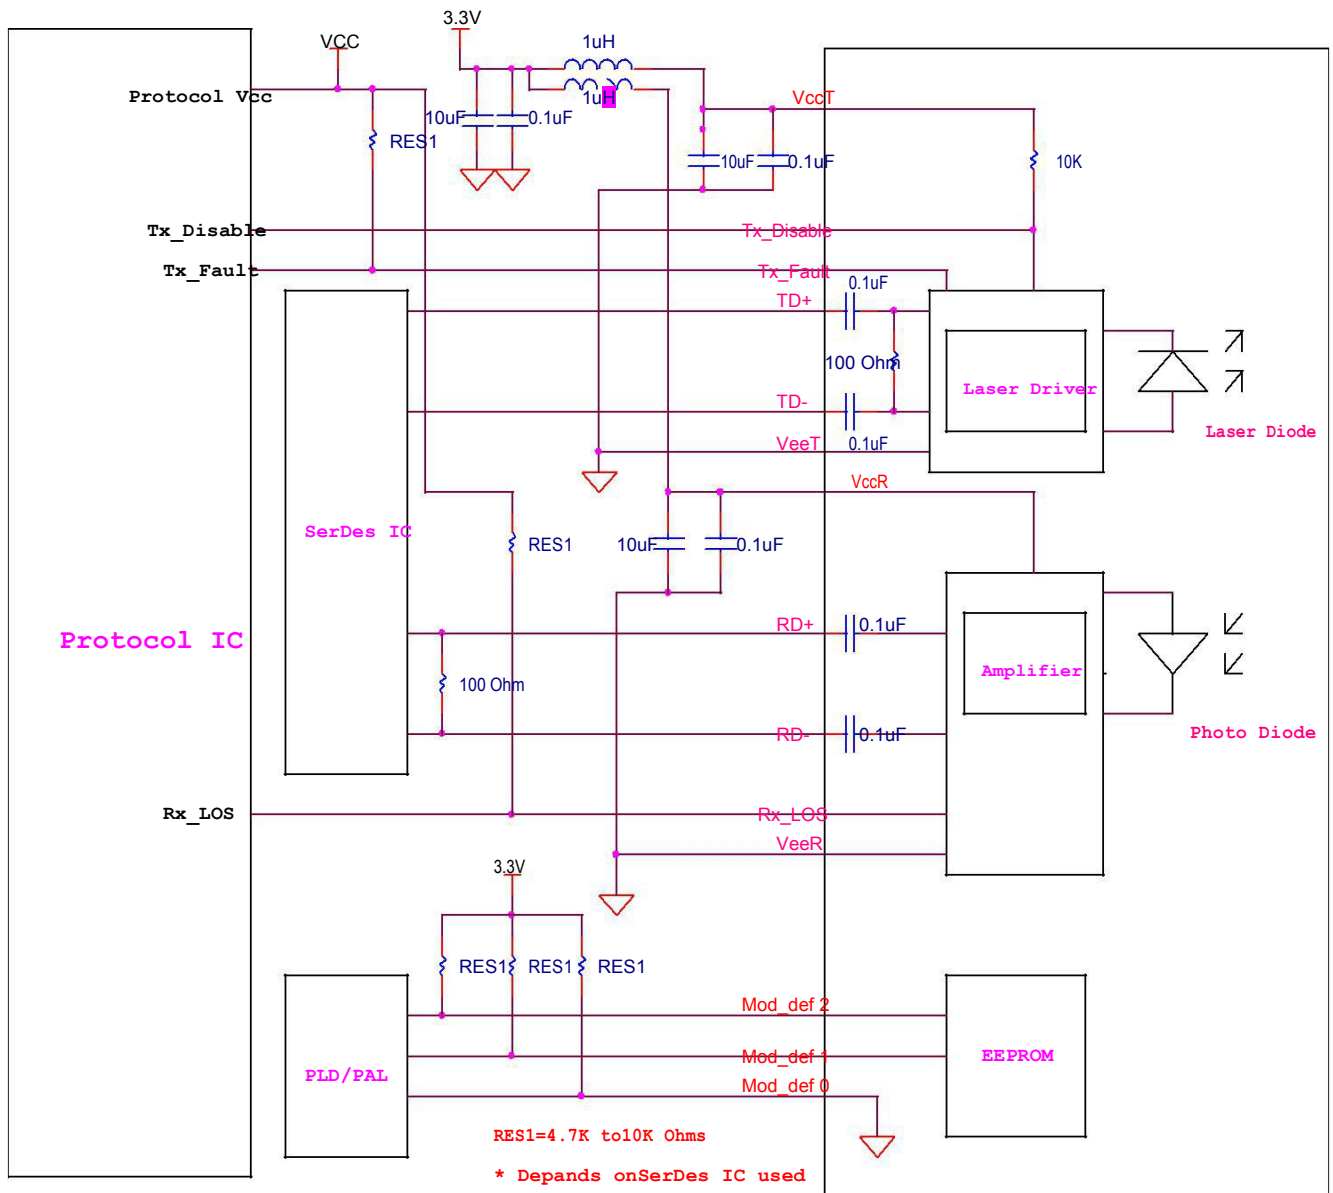 3.3V
VCC
1uH
Protocol Vcc
1uH
VccT
10uF
0.1uF
RES1
10uF
0.1uF
10K
Tx_Disable
Tx_Disable
Tx_Fault
Tx_Fault
0.1uF
TD+
100 Ohm
Laser Driver
TD-
Laser Diode
VeeT
0.1uF
VccR
SerDes IC
RES1
10uF
0.1uF
RD+
0.1uF
Protocol IC
Amplifier
100 Ohm
RD-
0.1uF
Photo Diode
Rx_LOS
Rx_LOS
VeeR
3.3V
RES1
RES1
RES1
Mod_def 2
Mod_def 1
EEPROM
PLD/PAL
Mod_def 0
RES1=4.7K to10K Ohms
* Depands onSerDes IC used